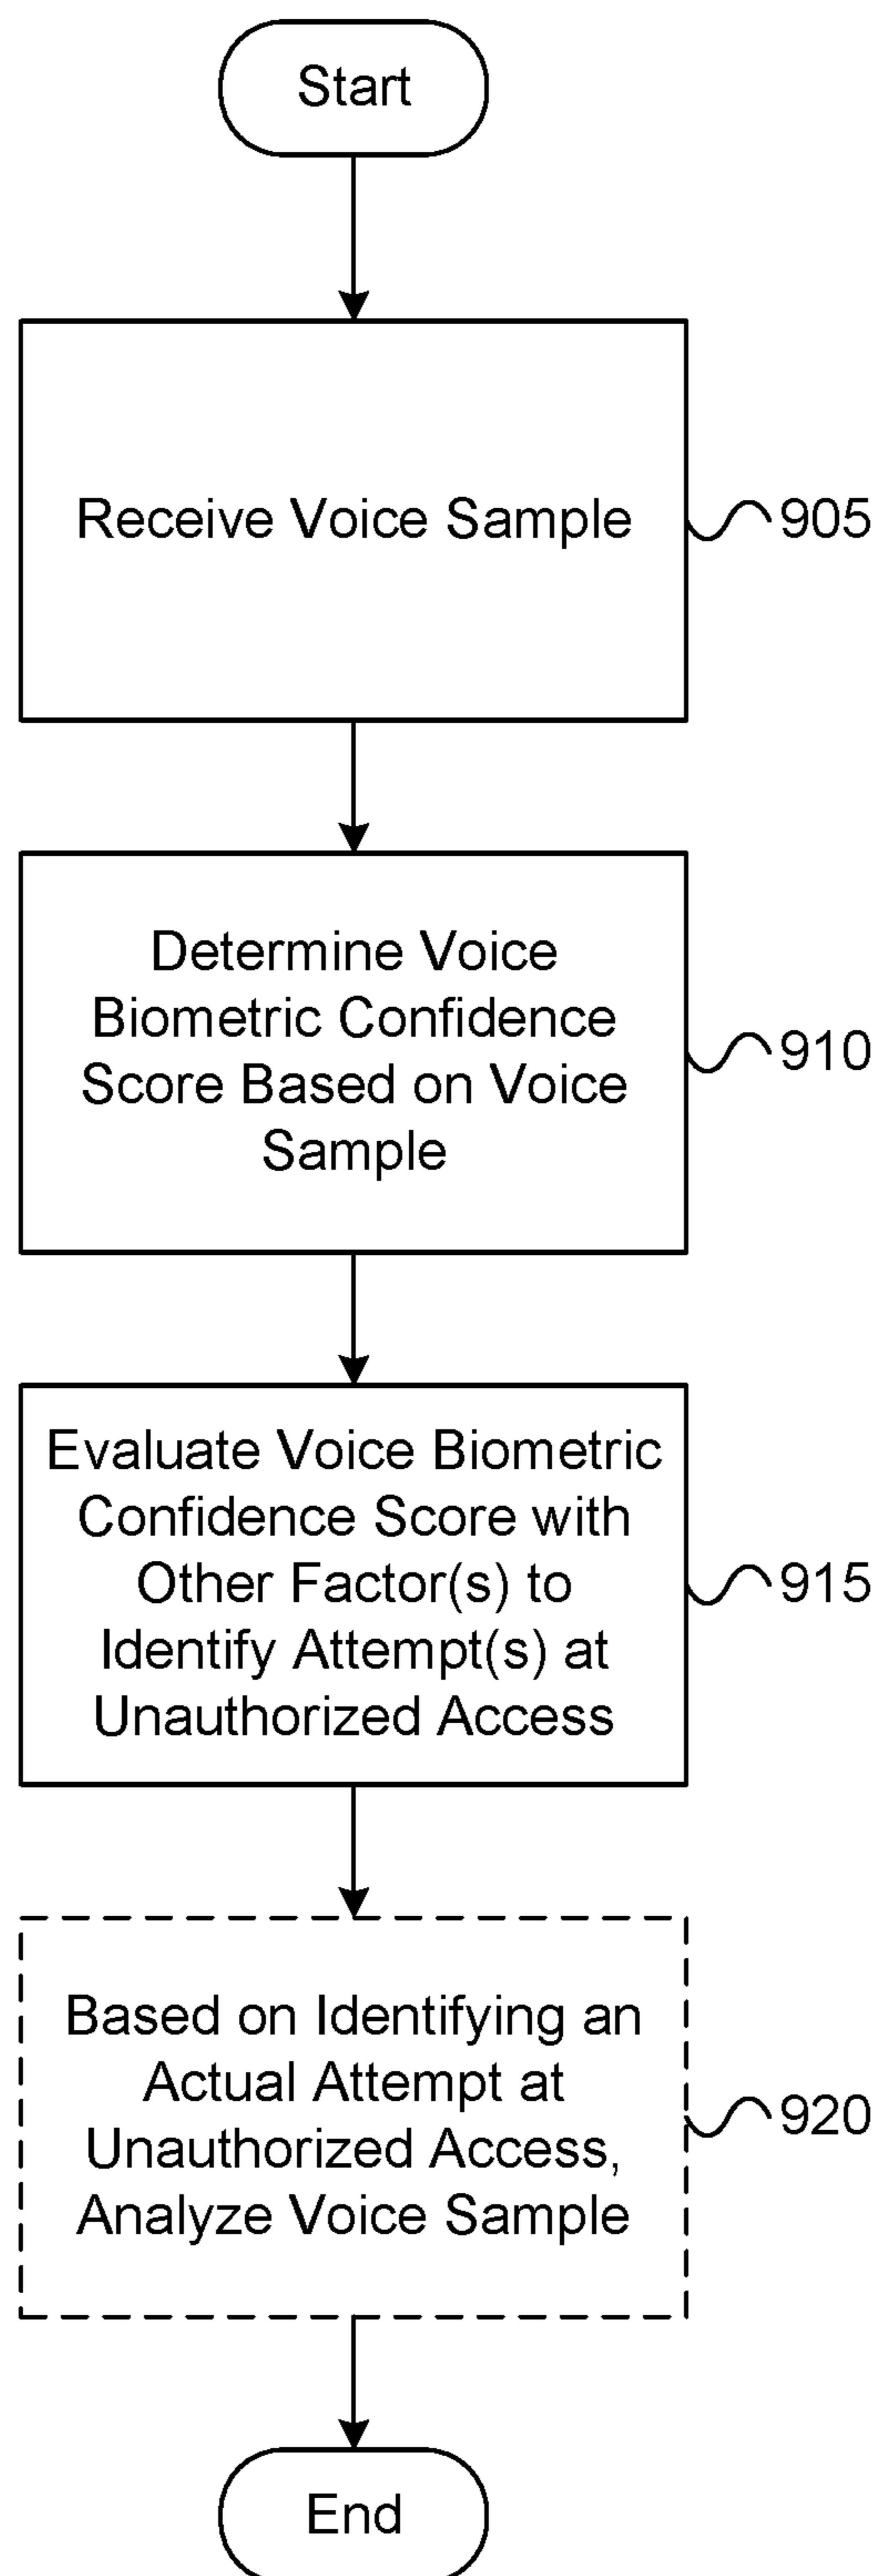 Start
Receive Voice Sample
905
Determine Voice
Biometric Confidence
Score Based on Voice
Sample
910
Evaluate Voice Biometric
Confidence Score with
Other Factor(s) to
Identify Attempt(s) at
Unauthorized Access
915
Based on Identifying an
Actual Attempt at
Unauthorized Access,
Analyze Voice Sample
920
End